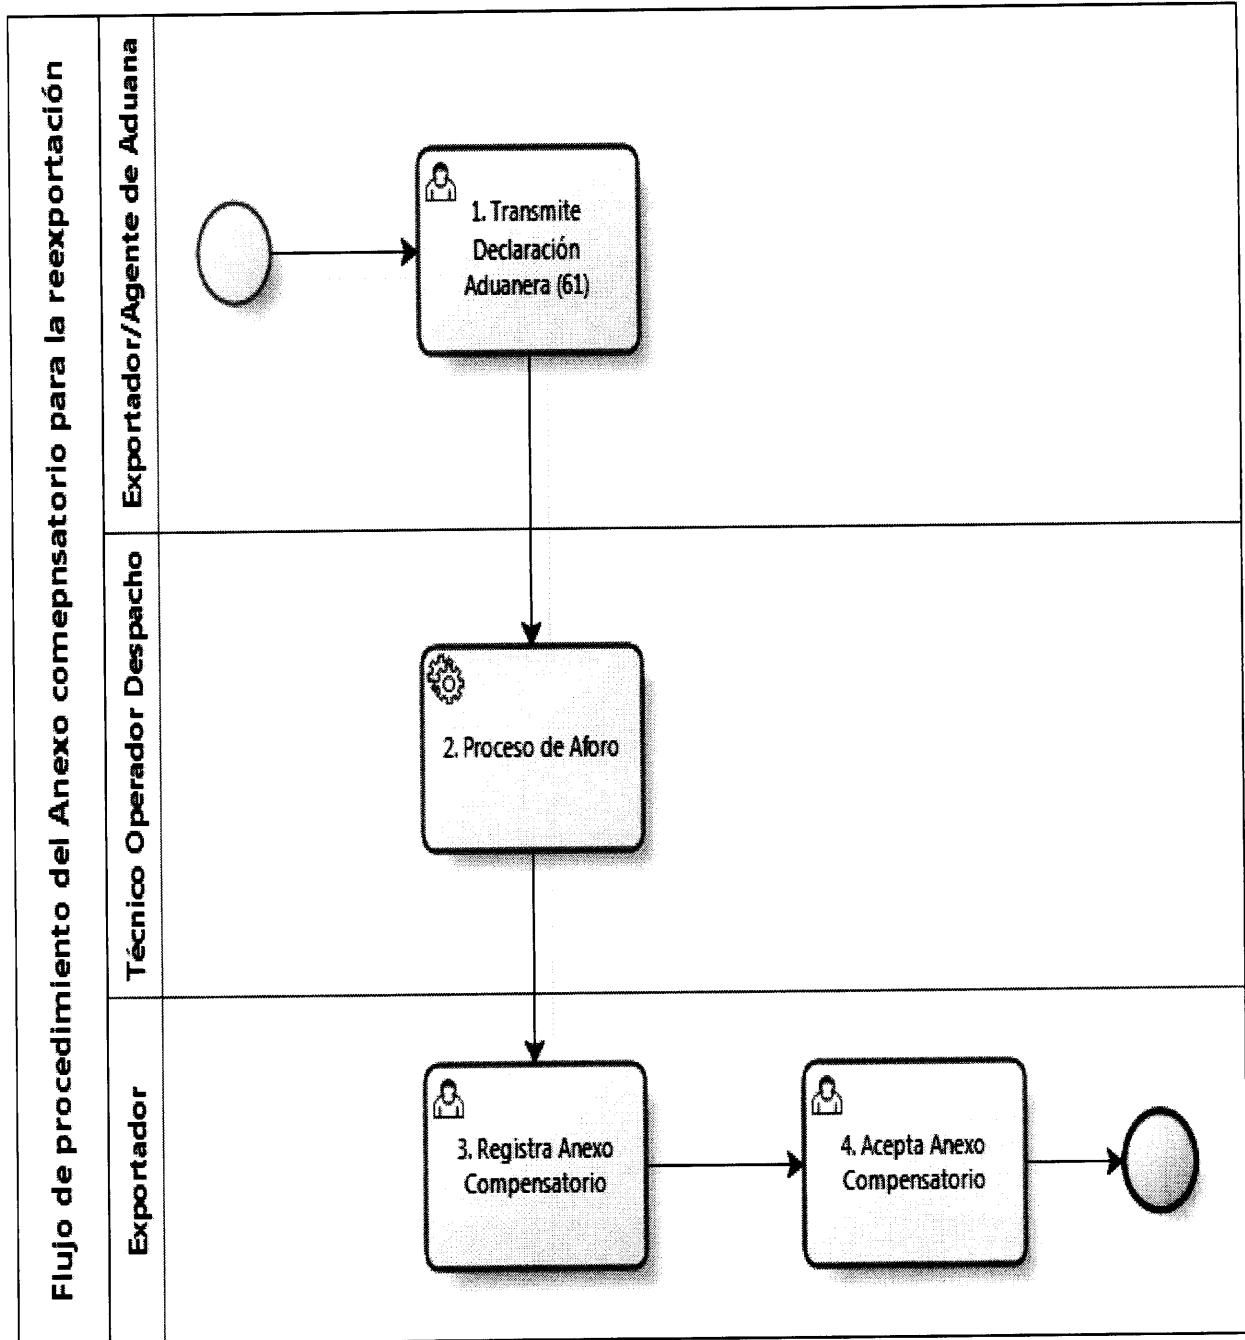 Flujo de procedimiento del Anexo comepnsatorio para la reexportación
Exportador/Agente de Aduana
1. Transmite
Declaración
Aduanera (61)
Técnico Operador Despacho
2. Proceso de Aforo
Exportador
3. Registra Anexo
Compensatorio
4. Acepta Anexo
Compensatorio